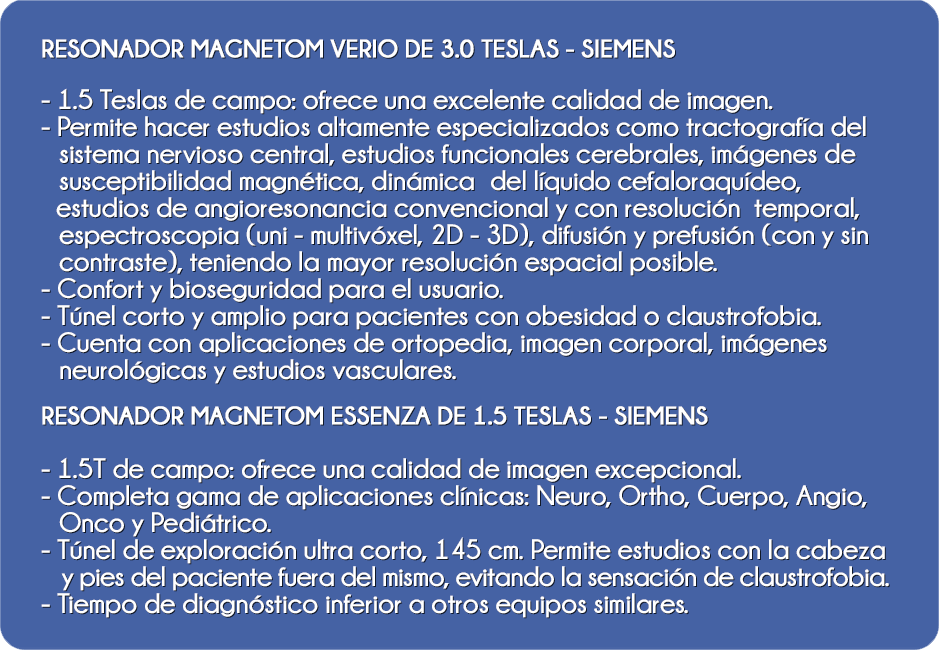 RESONADOR MAGNETOM VERIO DE 3.0 TESLAS - SIEMENS
- 1.5 Teslas de campo: ofrece una excelente calidad de imagen.
- Permite hacer estudios altamente especializados como tractografía del
sistema nervioso central, estudios funcionales cerebrales, imágenes de
susceptibilidad magnética, dinámica del líquido cefaloraquídeo,
estudios de angioresonancia convencional y con resolución temporal,
espectroscopia (uni - multivóxel, 2D - 3D), difusión y prefusión (con y sin
contraste), teniendo la mayor resolución espacial posible.
- Confort y bioseguridad para el usuario.
- Túnel corto y amplio para pacientes con obesidad o claustrofobia.
- Cuenta con aplicaciones de ortopedia, imagen corporal, imágenes
neurológicas y estudios vasculares.
RESONADOR MAGNETOM ESSENZA DE 1.5 TESLAS - SIEMENS
- 1.5T de campo: ofrece una calidad de imagen excepcional.
- Completa gama de aplicaciones clínicas: Neuro, Ortho, Cuerpo, Angio,
Onco y Pediátrico.
- Túnel de exploración ultra corto, 145 cm. Permite estudios con la cabeza
y pies del paciente fuera del mismo, evitando la sensación de claustrofobia.
- Tiempo de diagnóstico inferior a otros equipos similares.